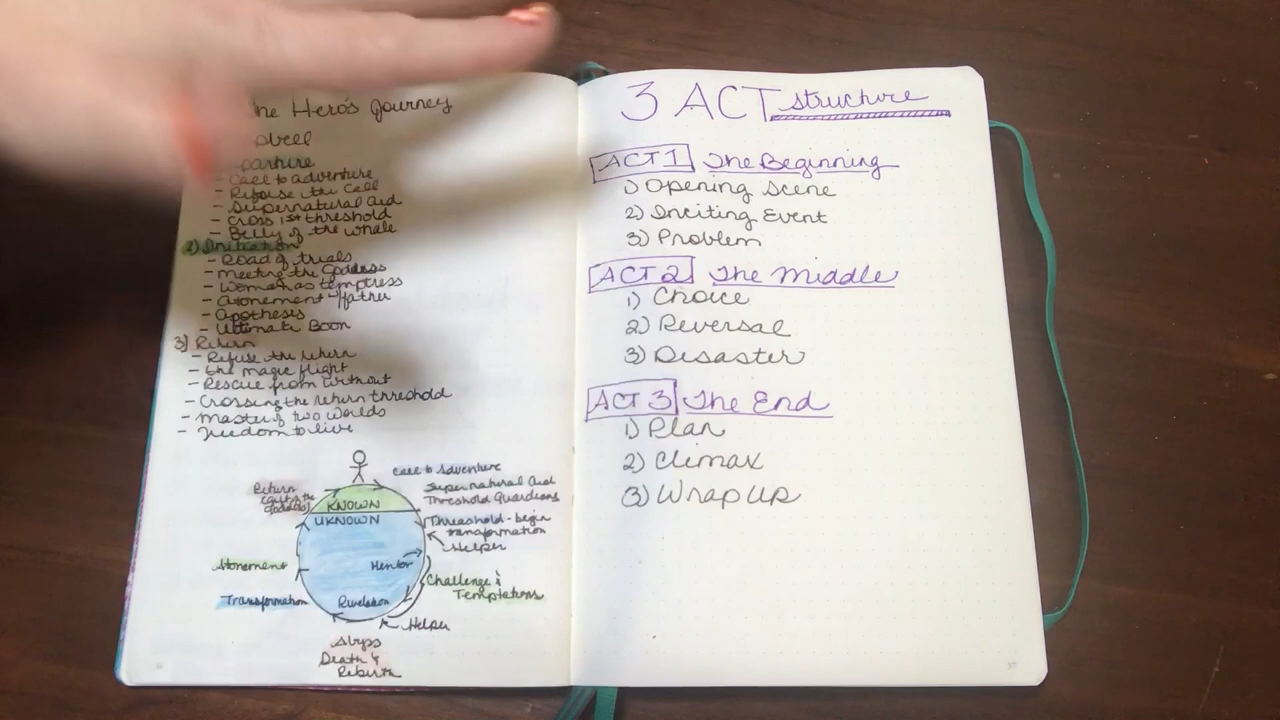 The Hero's Journey
- Call to adventure
- Refuse the call
- Supernatural Aid
- Cross 1st threshold
- Belly of the whale
2) Initiation
- Road of trials
- Meeting the Goddess
- Woman as temptress
- Atonement-Father
- Apotheosis
- Ultimate Boon
3) Return
- Refuse the return
- the magic flight
- Rescue from without
- Crossing the return threshold
- Master of two worlds
- Freedom to live
Call to Adventure
Supernatural Aid
Threshold Guardians
Return
KNOWN
UKNOWN
Threashold - begin
transformation
Helper
Mentor
Atonement
Challenge &
Temptations
Transformation
Revelation
Helper
Abyss
Death &
Rebirth
3 ACT structure
ACT 1 The Beginning
1) Opening Scene
2) Inciting Event
3) Problem
ACT 2 The Middle
1) Choice
2) Reversal
3) Disaster
ACT 3 The End
1) Plan
2) Climax
3) Wrap Up